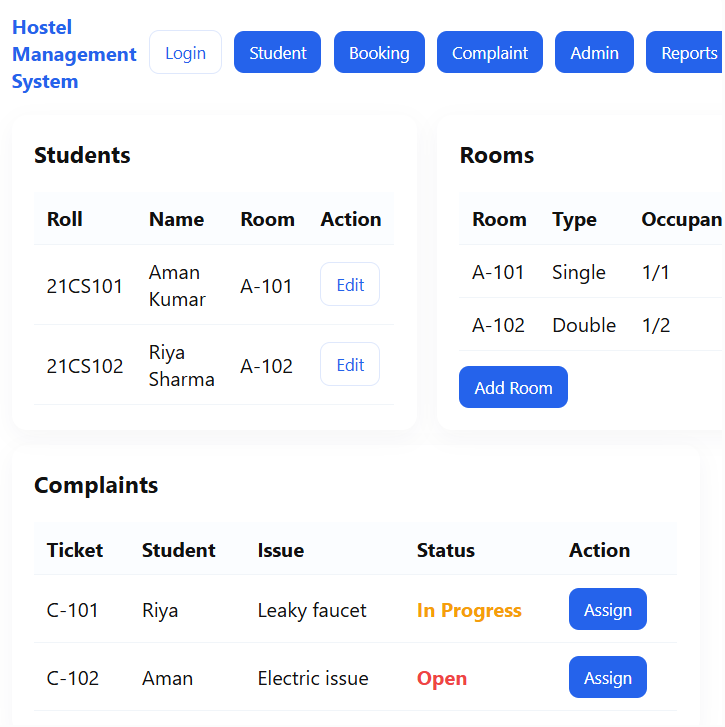 Hostel
Management
System
Login Student Booking Complaint Admin Reports
Students
Roll Name Room Action
21CS101 Aman Kumar A-101 Edit
21CS102 Riya Sharma A-102 Edit
Rooms
Room Type Occupan
A-101 Single 1/1
A-102 Double 1/2
Add Room
Complaints
Ticket Student Issue Status Action
C-101 Riya Leaky faucet In Progress Assign
C-102 Aman Electric issue Open Assign